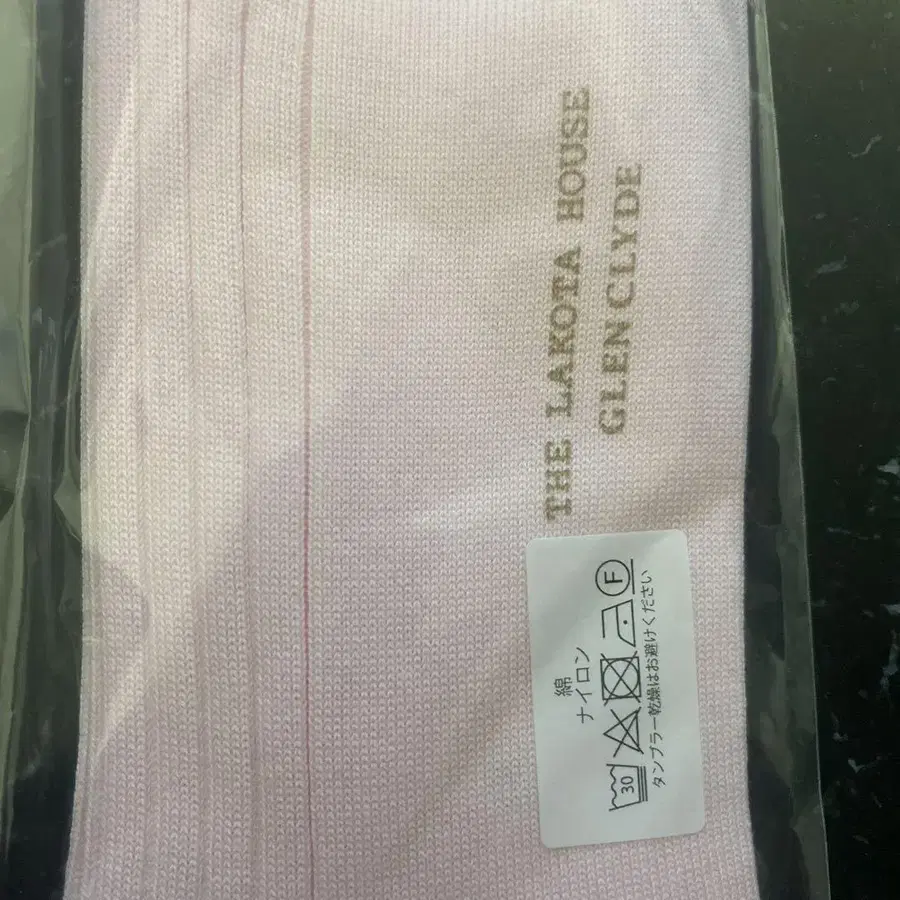 THE LAKOTA HOUSE
GLEN CLYDE
綿
ナイロン
30 F
タンブラー乾燥はお避けください